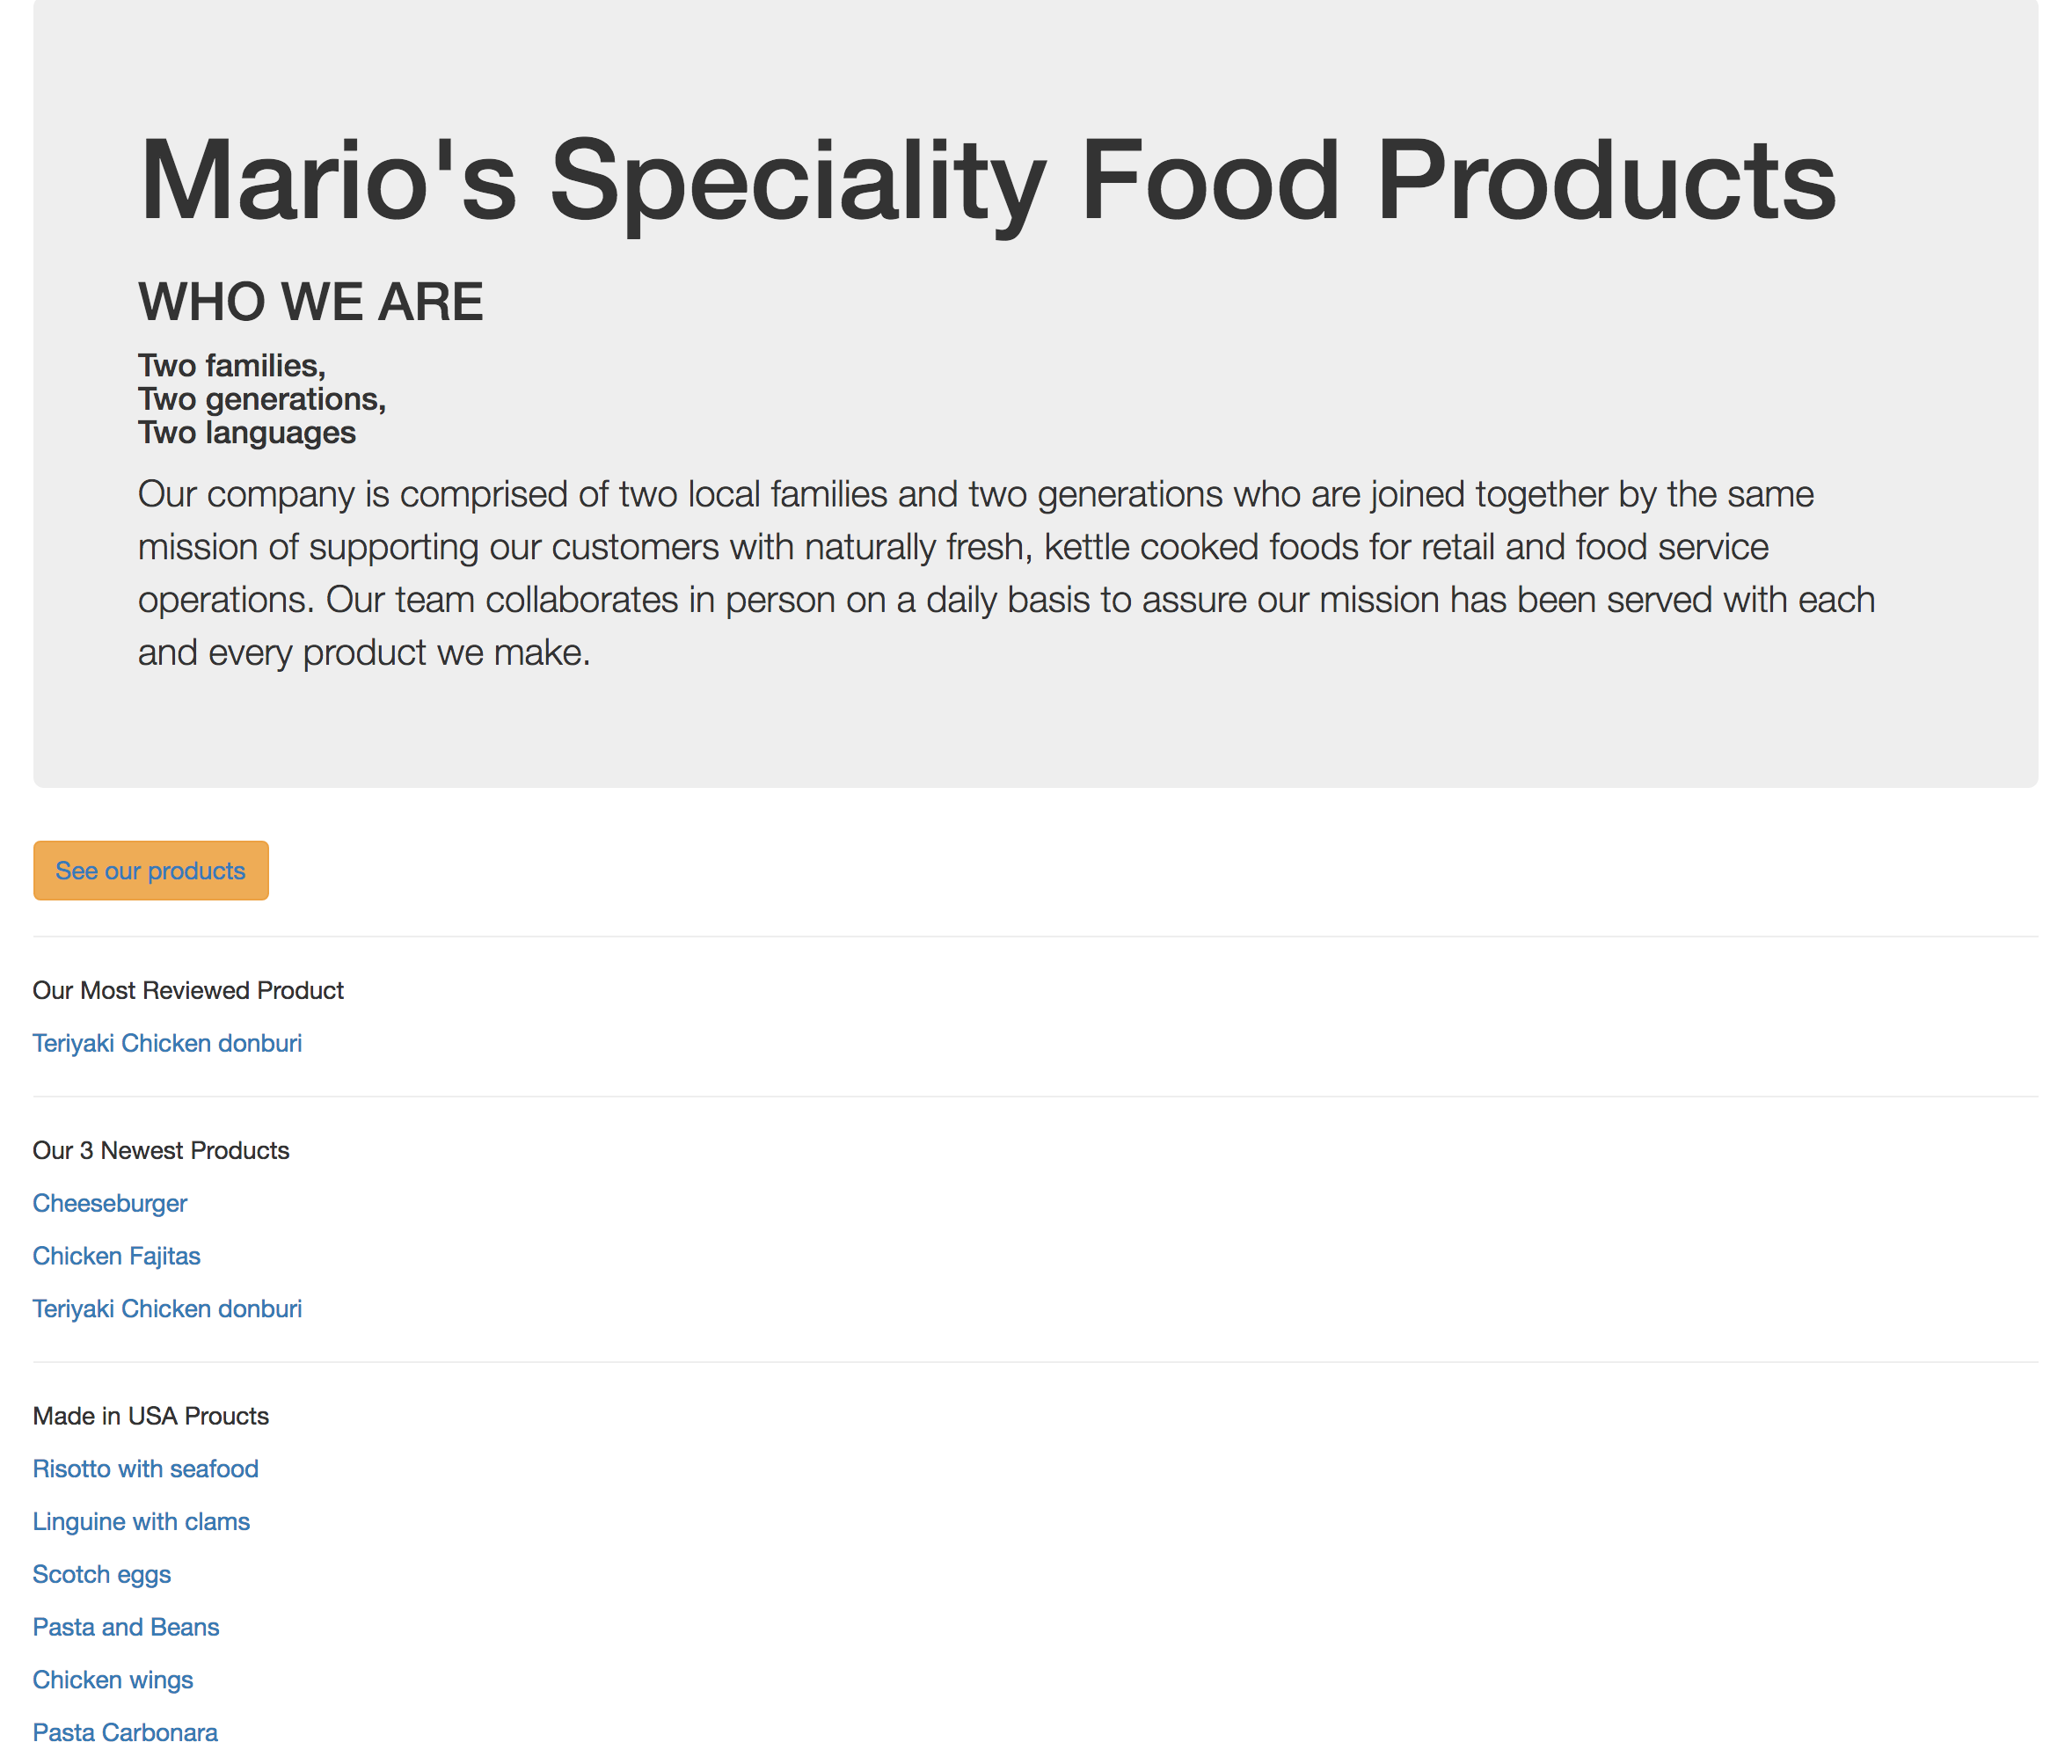 Mario's Speciality Food Products
WHO WE ARE
Two families,
Two generations,
Two languages
Our company is comprised of two local families and two generations who are joined together by the same
mission of supporting our customers with naturally fresh, kettle cooked foods for retail and food service
operations. Our team collaborates in person on a daily basis to assure our mission has been served with each
and every product we make.
See our products
Our Most Reviewed Product
Teriyaki Chicken donburi
Our 3 Newest Products
Cheeseburger
Chicken Fajitas
Teriyaki Chicken donburi
Made in USA Proucts
Risotto with seafood
Linguine with clams
Scotch eggs
Pasta and Beans
Chicken wings
Pasta Carbonara